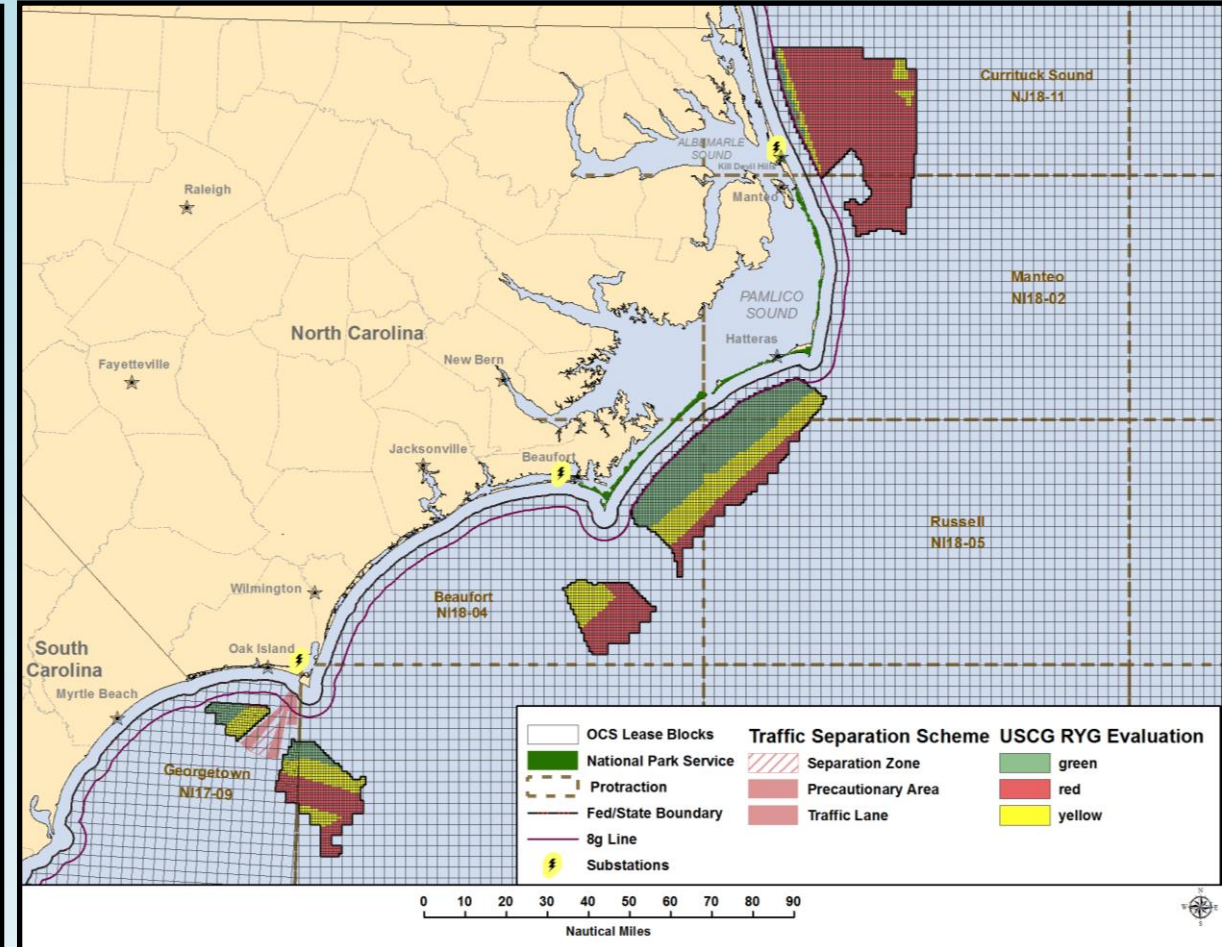 Currituck Sound
NJ18-11
ALBEMARLE
SOUND
Kill Devil Hills
Raleigh
Manteo
Manteo
NI18-02
PAMLICO
SOUND
North Carolina
Hatteras
Fayetteville
New Bern
Jacksonville
Beaufort
Russell
NI18-05
Wilmington
Beaufort
NI18-04
South
Carolina
Oak Island
Myrtle Beach
Georgetown
NI17-09
OCS Lease Blocks
National Park Service
Protraction
Fed/State Boundary
8g Line
Substations
Traffic Separation Scheme
Separation Zone
Precautionary Area
Traffic Lane
USCG RYG Evaluation
green
red
yellow
0 10 20 30 40 50 60 70 80 90
Nautical Miles
N
W E
S